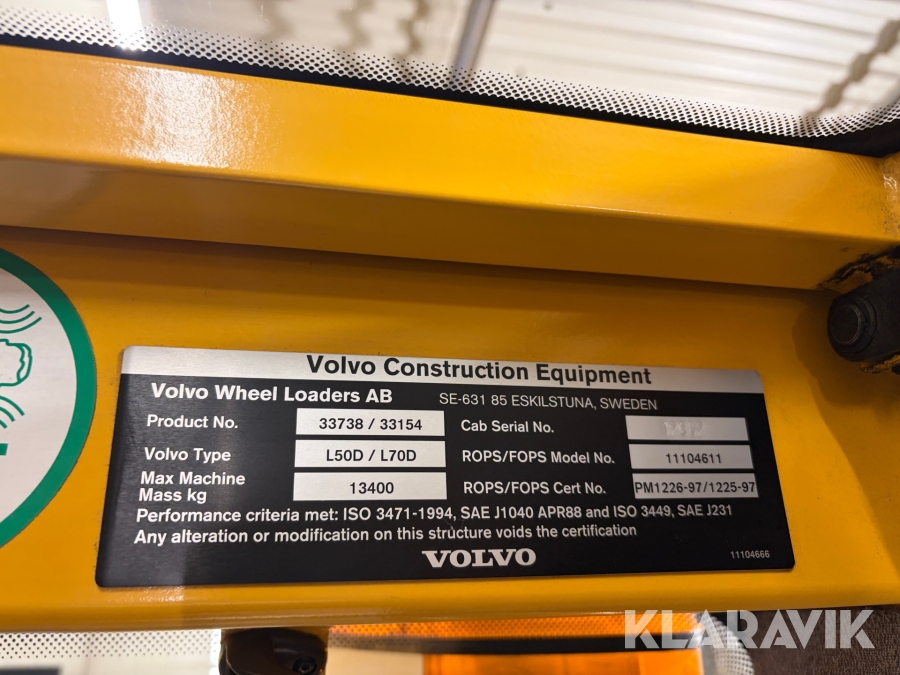 Volvo Construction Equipment
Volvo Wheel Loaders AB SE-631 85 ESKILSTUNA, SWEDEN
Product No. 33738 / 33154 Cab Serial No.
Volvo Type L50D / L70D ROPS/FOPS Model No. 11104611
Max Machine
Mass kg 13400 ROPS/FOPS Cert No. PM1226-97/1225-97
Performance criteria met: ISO 3471-1994, SAE J1040 APR88 and ISO 3449, SAE J231
Any alteration or modification on this structure voids the certification
VOLVO 11104666
KLARAVIK